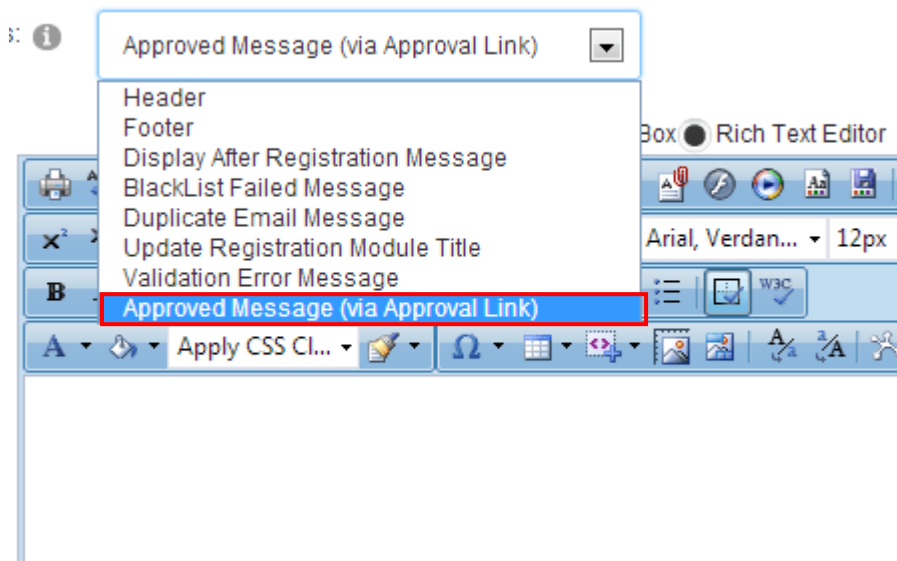 s:
Approved Message (via Approval Link)
Header
Footer
Display After Registration Message
BlackList Failed Message
Duplicate Email Message
Update Registration Module Title
Validation Error Message
Approved Message (via Approval Link)
Box Rich Text Editor
Arial, Verdan... 12px
B
W3C
A Apply CSS Cl... Ω